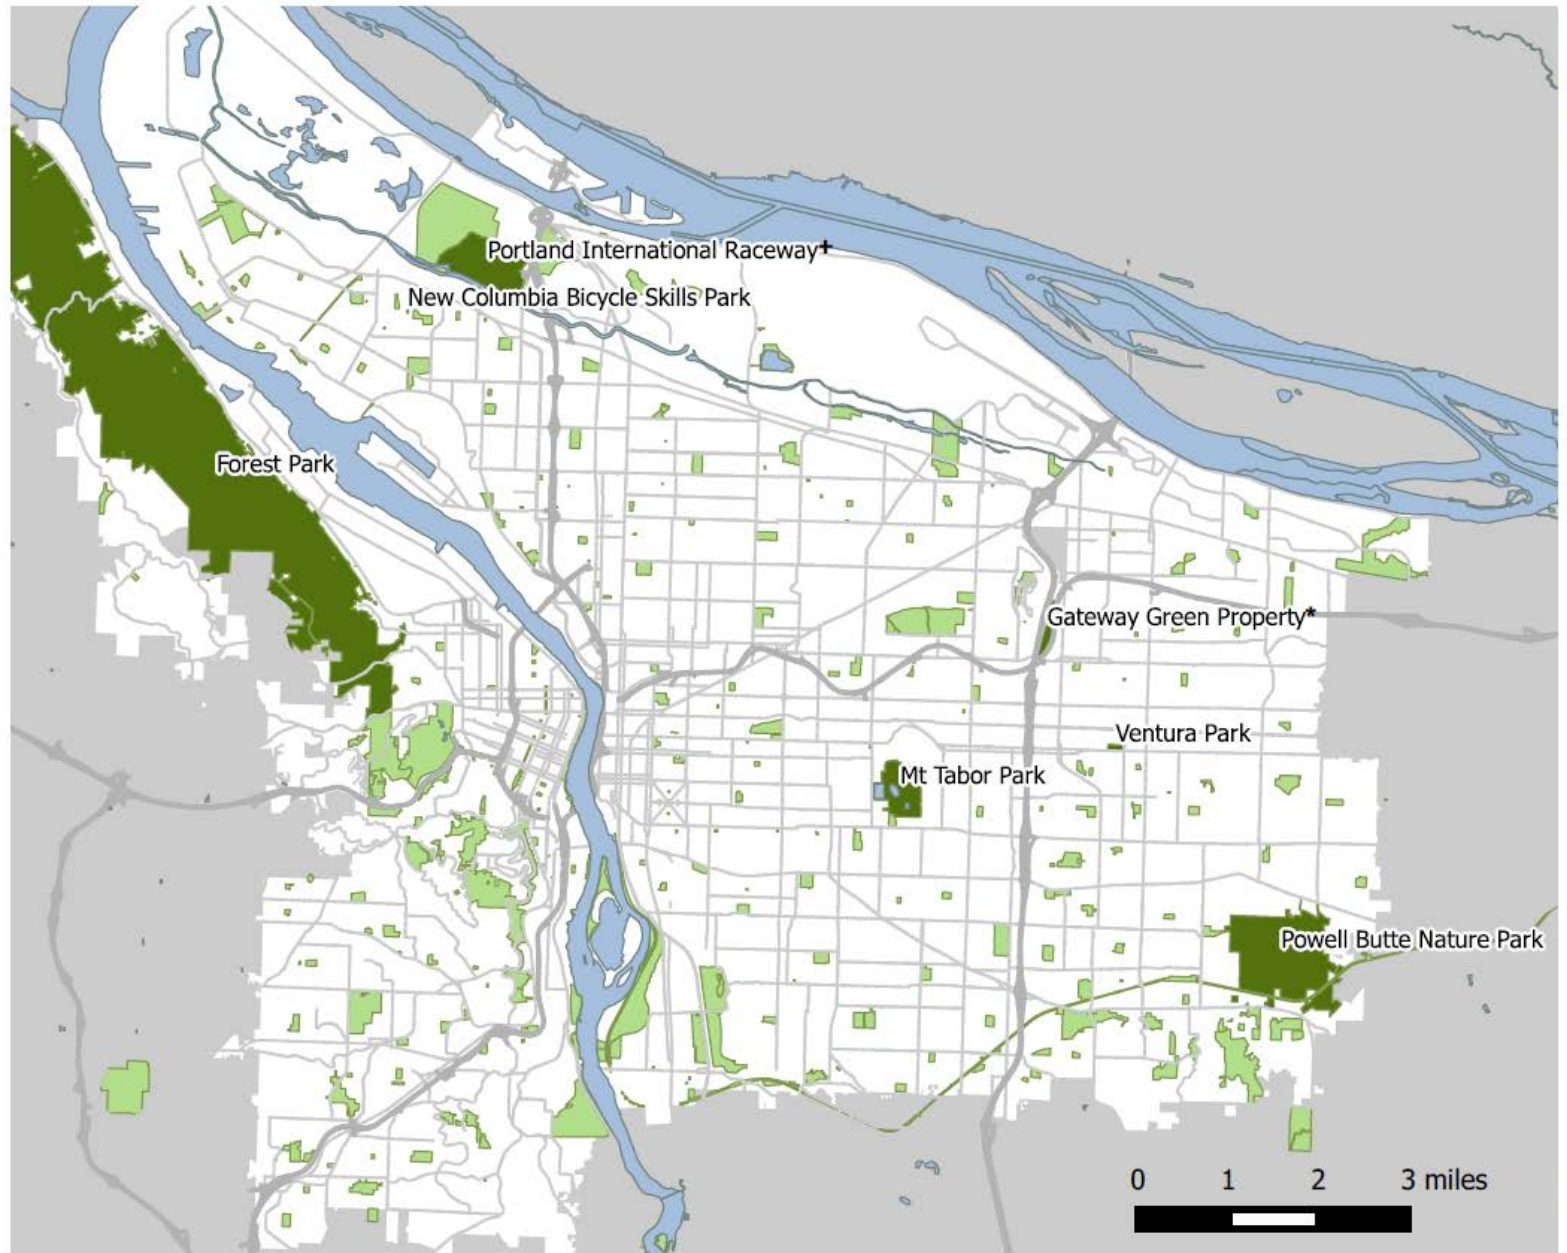 Portland International Raceway+
New Columbia Bicycle Skills Park
Forest Park
Gateway Green Property*
Ventura Park
Mt Tabor Park
Powell Butte Nature Park
0 1 2 3 miles